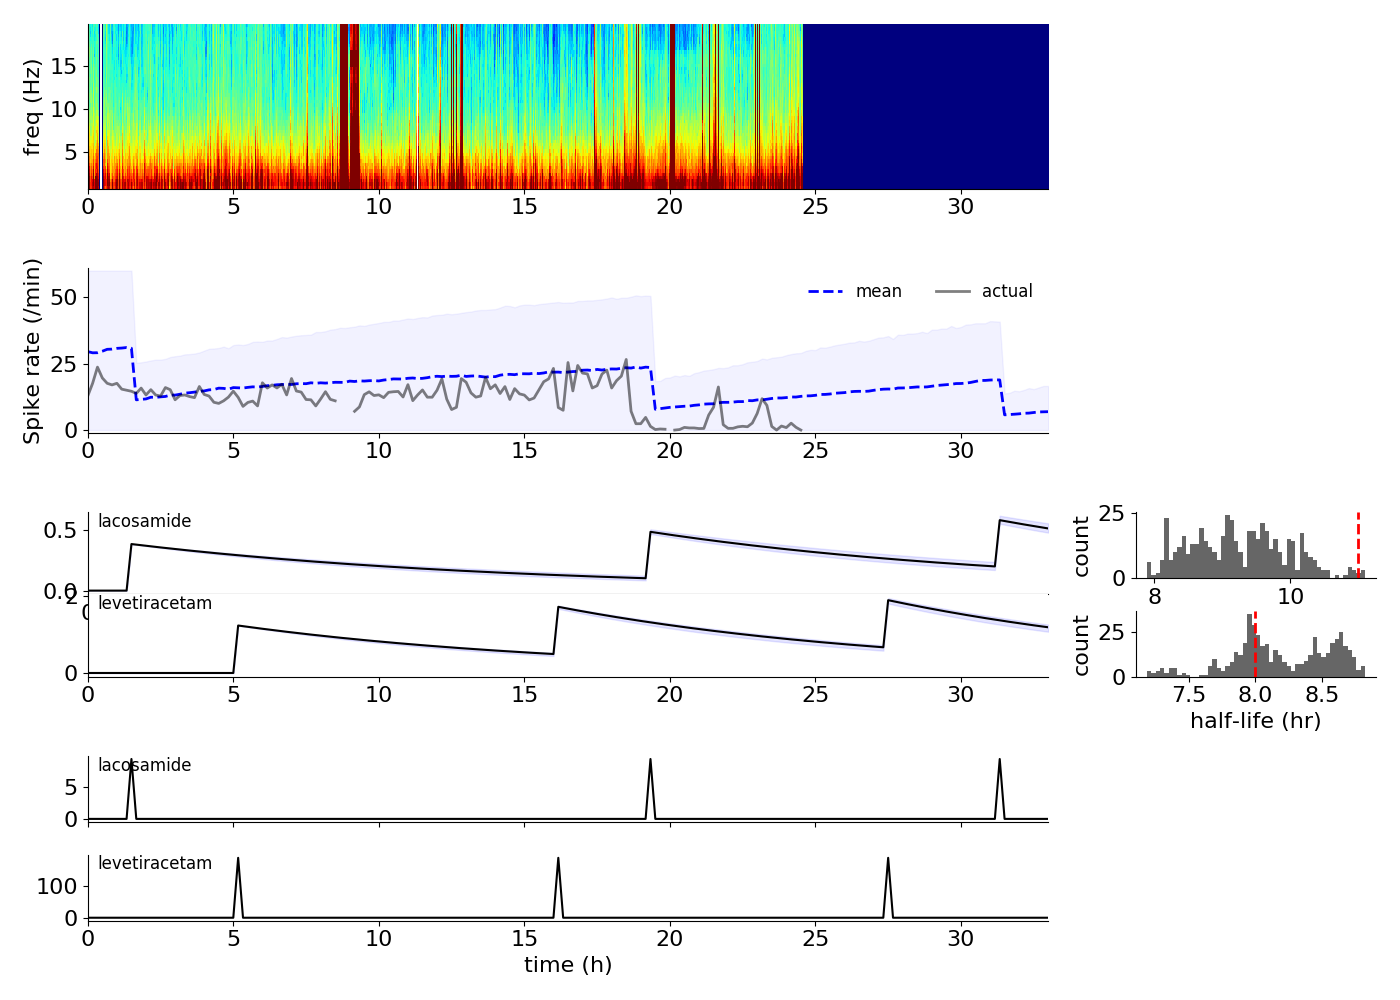 freq (Hz)
15
10
5
0 5 10 15 20 25 30
Spike rate (/min)
50
25
0
mean actual
0 5 10 15 20 25 30
lacosamide
0.5
0.0
count
25
0
8 10
levetiracetam
2
0
0 5 10 15 20 25 30
count
25
0
7.5 8.0 8.5
half-life (hr)
lacosamide
5
0
levetiracetam
100
0
0 5 10 15 20 25 30
time (h)